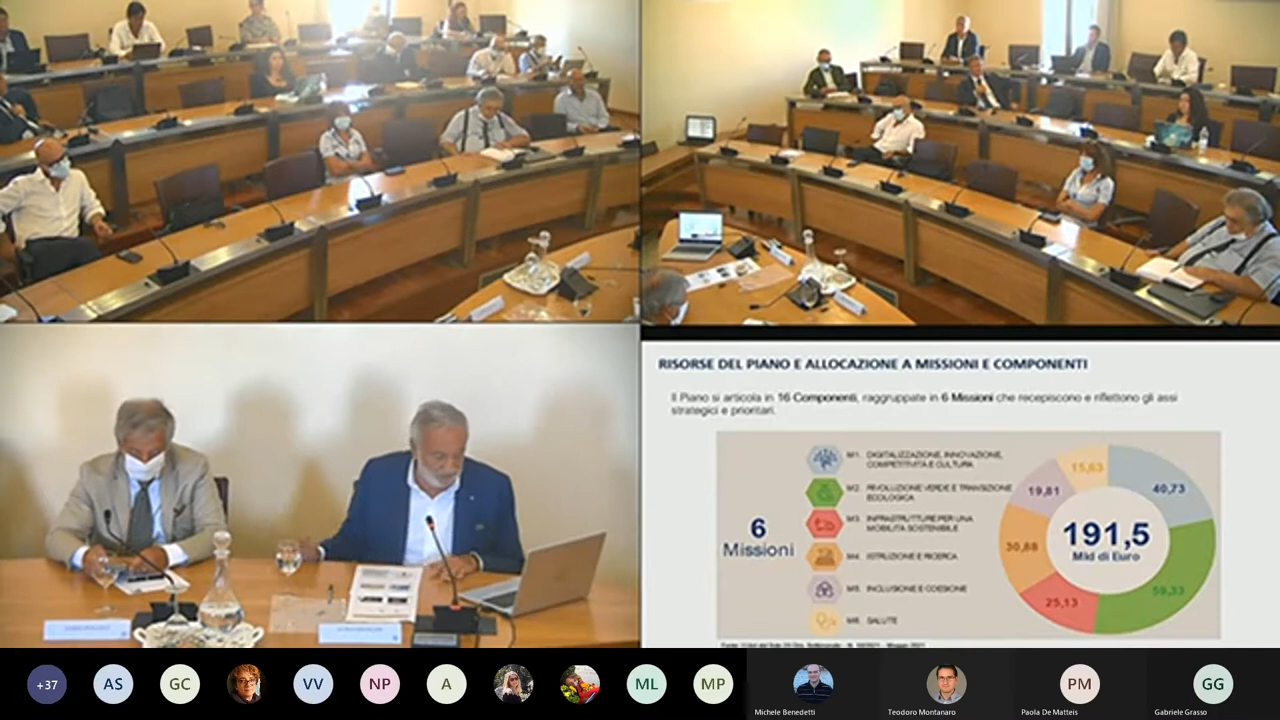 RISORSE DEL PIANO E ALLOCAZIONE A MISSIONI E COMPONENTI
Il Piano si articola in 16 Componenti, raggruppate in 6 Missioni che recepiscono e riflettono gli assi
strategici e prioritari.
6
Missioni
M1. DIGITALIZZAZIONE, INNOVAZIONE,
COMPETITIVITÀ E CULTURA
M2. RIVOLUZIONE VERDE E TRANSIZIONE
ECOLOGICA
M3. INFRASTRUTTURE PER UNA
MOBILITÀ SOSTENIBILE
M4. ISTRUZIONE E RICERCA
M5. INCLUSIONE E COESIONE
M6. SALUTE
15,63
40,73
19,81
30,88
25,13
59,33
191,5
Mld di Euro
+37
AS
GC
VV
NP
A
ML
MP
PM
GG
Michele Benedetti
Teodoro Montanaro
Paola De Matteis
Gabriele Grasso